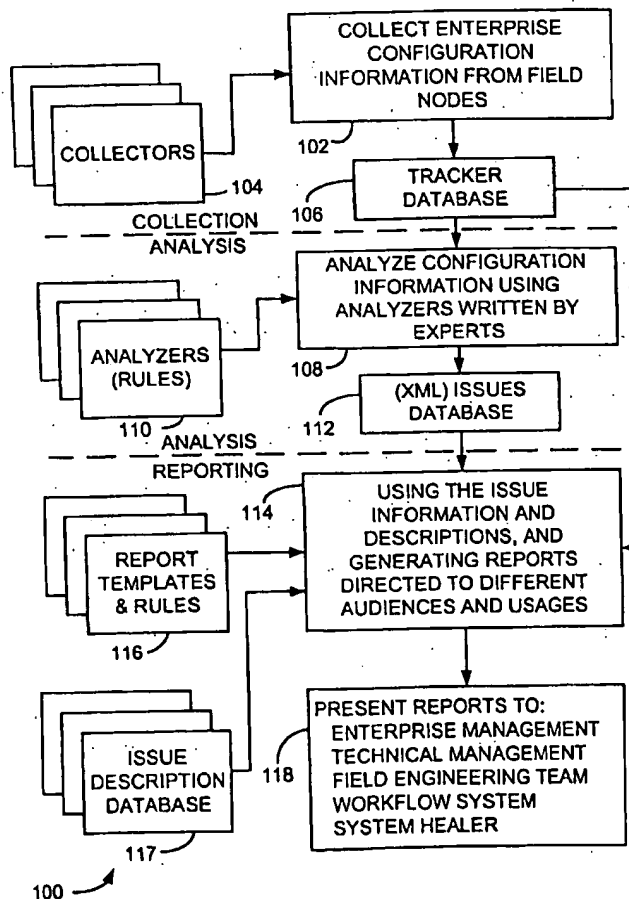 COLLECT ENTERPRISE
CONFIGURATION
INFORMATION FROM FIELD
NODES
102
COLLECTORS
104
TRACKER
DATABASE
106
COLLECTION
ANALYSIS
ANALYZE CONFIGURATION
INFORMATION USING
ANALYZERS WRITTEN BY
EXPERTS
108
ANALYZERS
(RULES)
110
(XML) ISSUES
DATABASE
112
ANALYSIS
REPORTING
114
USING THE ISSUE
INFORMATION AND
DESCRIPTIONS, AND
GENERATING REPORTS
DIRECTED TO DIFFERENT
AUDIENCES AND USAGES
REPORT
TEMPLATES
& RULES
116
PRESENT REPORTS TO:
ENTERPRISE MANAGEMENT
TECHNICAL MANAGEMENT
FIELD ENGINEERING TEAM
WORKFLOW SYSTEM
SYSTEM HEALER
118
ISSUE
DESCRIPTION
DATABASE
117
100